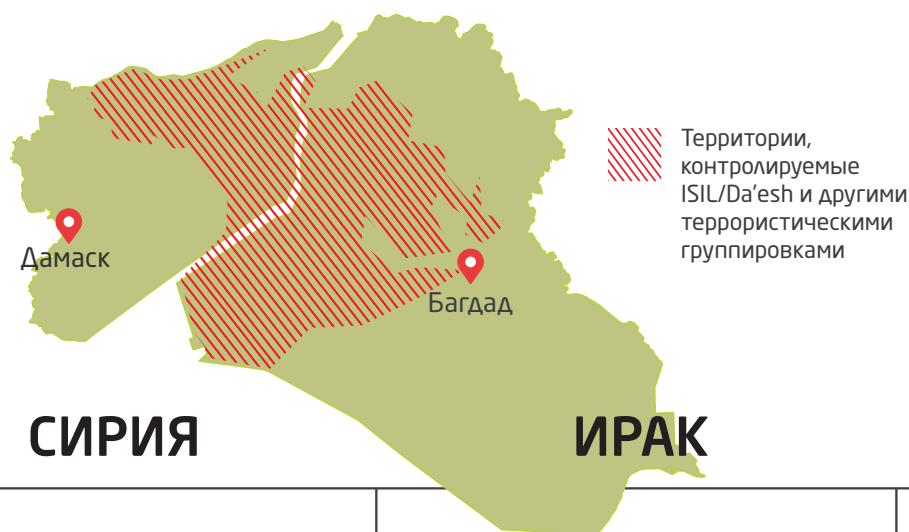 Территории,
контролируемые
ISIL/Da'esh и другими
террористическими
группировками
Дамаск
Багдад
СИРИЯ
ИРАК